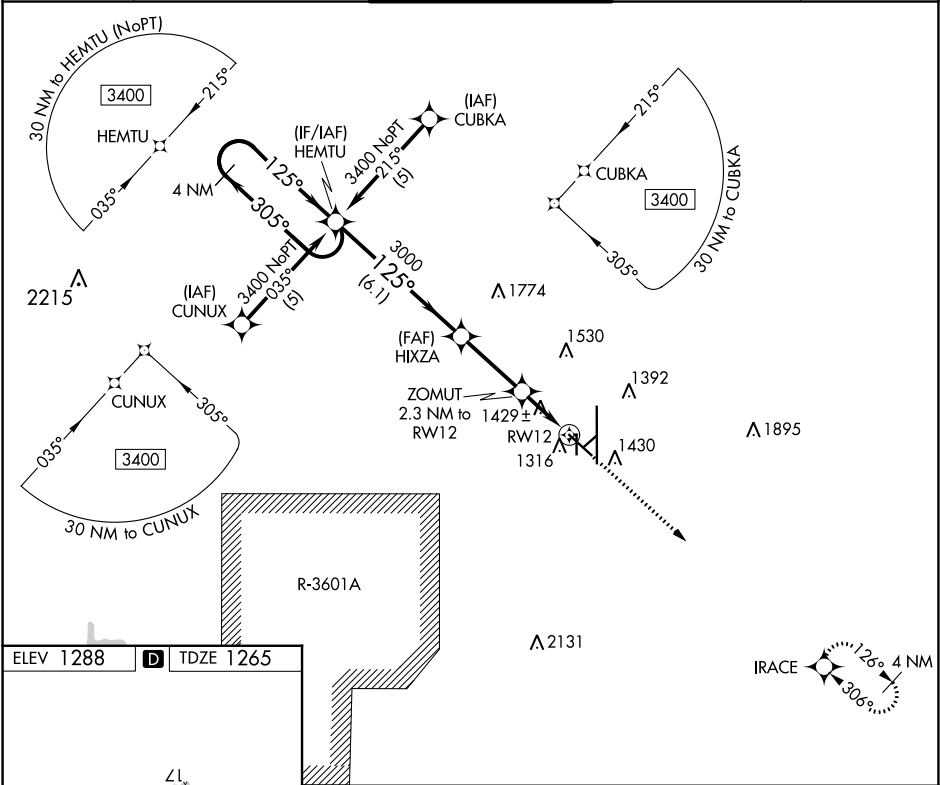 30 NM to HEMTU (NoPT)
3400
215°
HEMTU
035°
(IAF)
CUBKA
(IF/IAF)
HEMTU
3400 NoPT
215°
(5)
125°
4 NM
305°
3400 NoPT
035°
(5)
(IAF)
CUNUX
215°
CUBKA
3400
305°
30 NM to CUBKA
2215
3000
125°
(6.1)
1774
(FAF)
HIXZA
1530
1392
ZOMUT
2.3 NM to
RW12
1429±
RW12
1316
1430
1895
CUNUX
305°
035°
3400
30 NM to CUNUX
R-3601A
2131
IRACE
126°
4 NM
306°
ELEV 1288
D
TDZE 1265
17